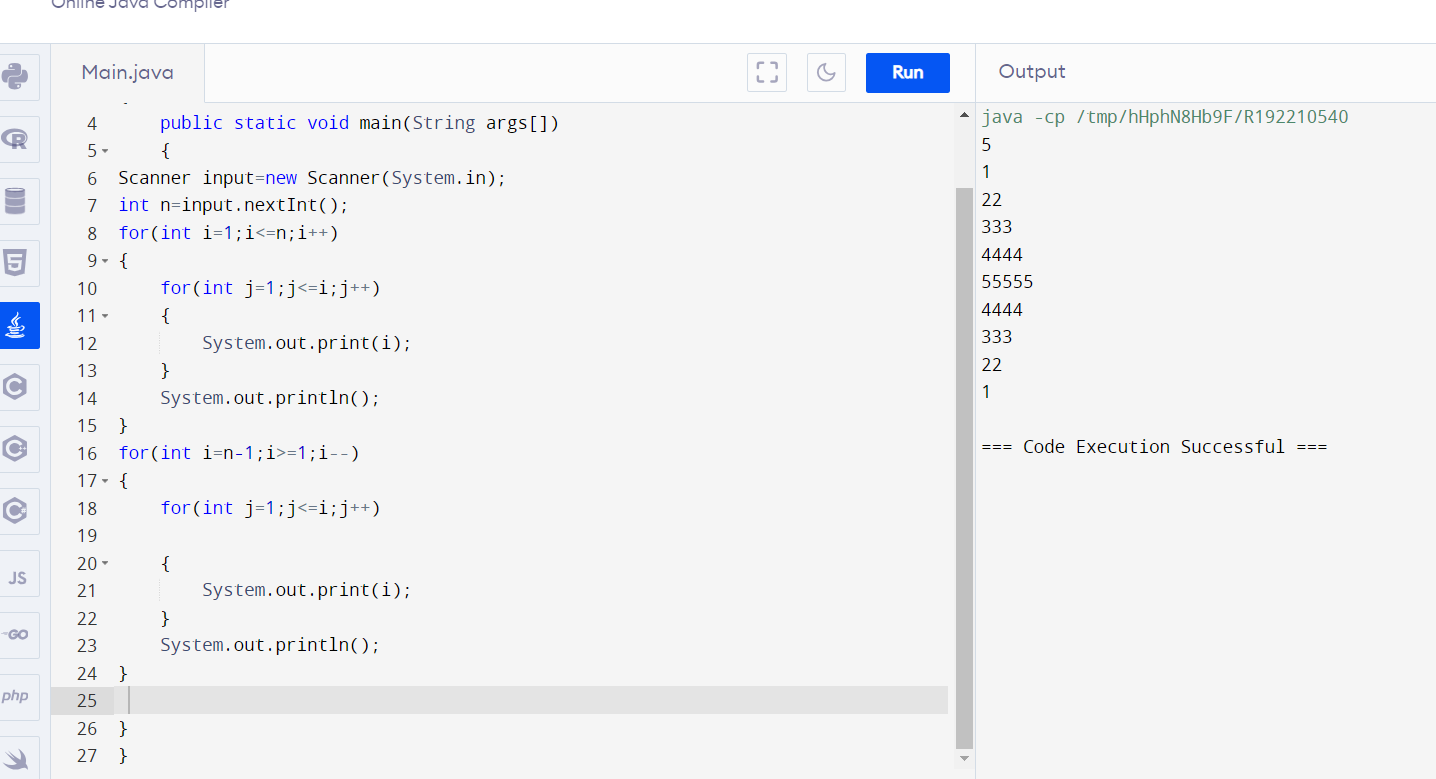 Online Java Compiler
Main.java
Run
Output
4 public static void main(String args[])
5 {
6 Scanner input=new Scanner(System.in);
7 int n=input.nextInt();
8 for(int i=1;i<=n;i++)
9 {
10 for(int j=1;j<=i;j++)
11 {
12 System.out.print(i);
13 }
14 System.out.println();
15 }
16 for(int i=n-1;i>=1;i--)
17 {
18 for(int j=1;j<=i;j++)
19
20 {
21 System.out.print(i);
22 }
23 System.out.println();
24 }
25
26 }
27 }
java -cp /tmp/hHphN8Hb9F/R192210540
5
1
22
333
4444
55555
4444
333
22
1
=== Code Execution Successful ===
R
C
C
C
JS
GO
php